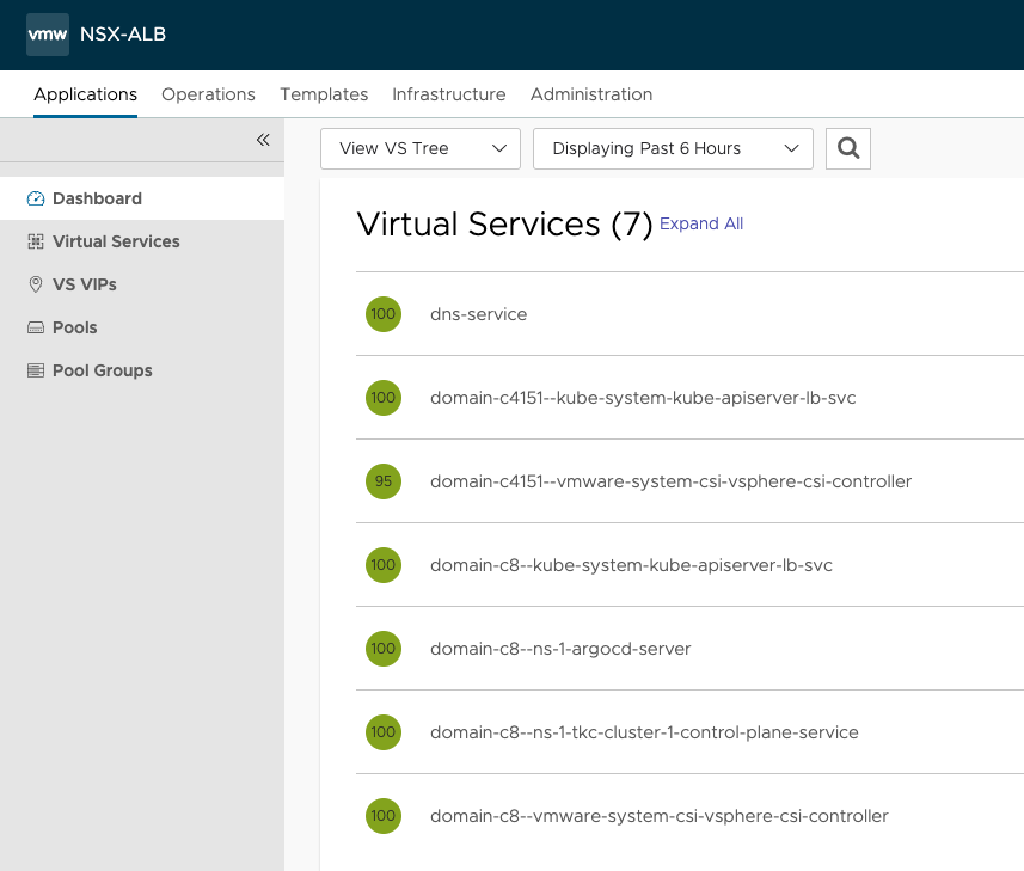 vmw NSX-ALB
Applications Operations Templates Infrastructure Administration
View VS Tree Displaying Past 6 Hours
Dashboard
Virtual Services
VS VIPs
Pools
Pool Groups
Virtual Services (7) Expand All
100 dns-service
100 domain-c4151--kube-system-kube-apiserver-lb-svc
95 domain-c4151--vmware-system-csi-vsphere-csi-controller
100 domain-c8--kube-system-kube-apiserver-lb-svc
100 domain-c8--ns-1-argocd-server
100 domain-c8--ns-1-tkc-cluster-1-control-plane-service
100 domain-c8--vmware-system-csi-vsphere-csi-controller